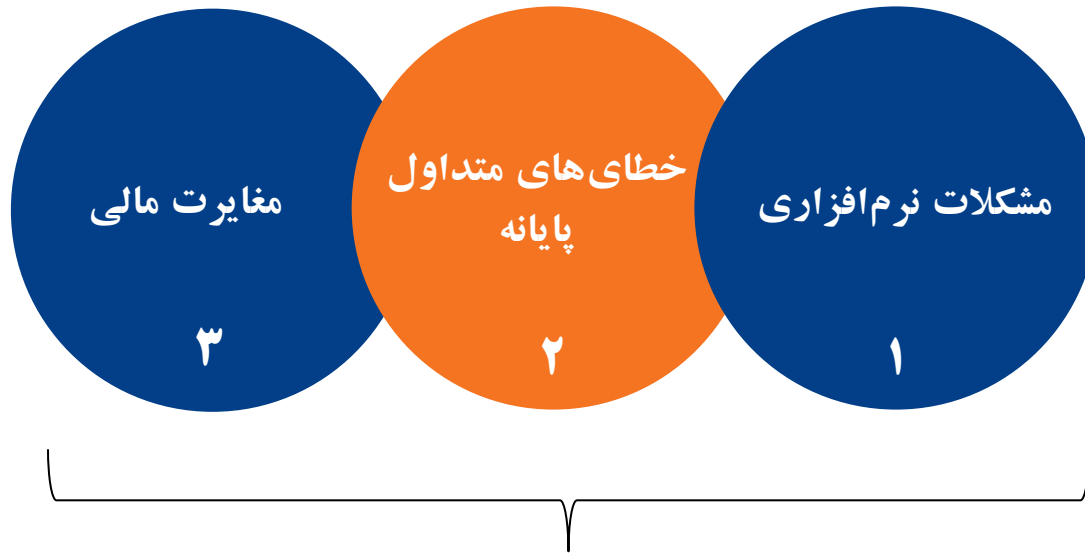 مشکلات نرم‌افزاری
۱
خطای‌های متداول
پایانه
۲
مغایرت مالی
۳